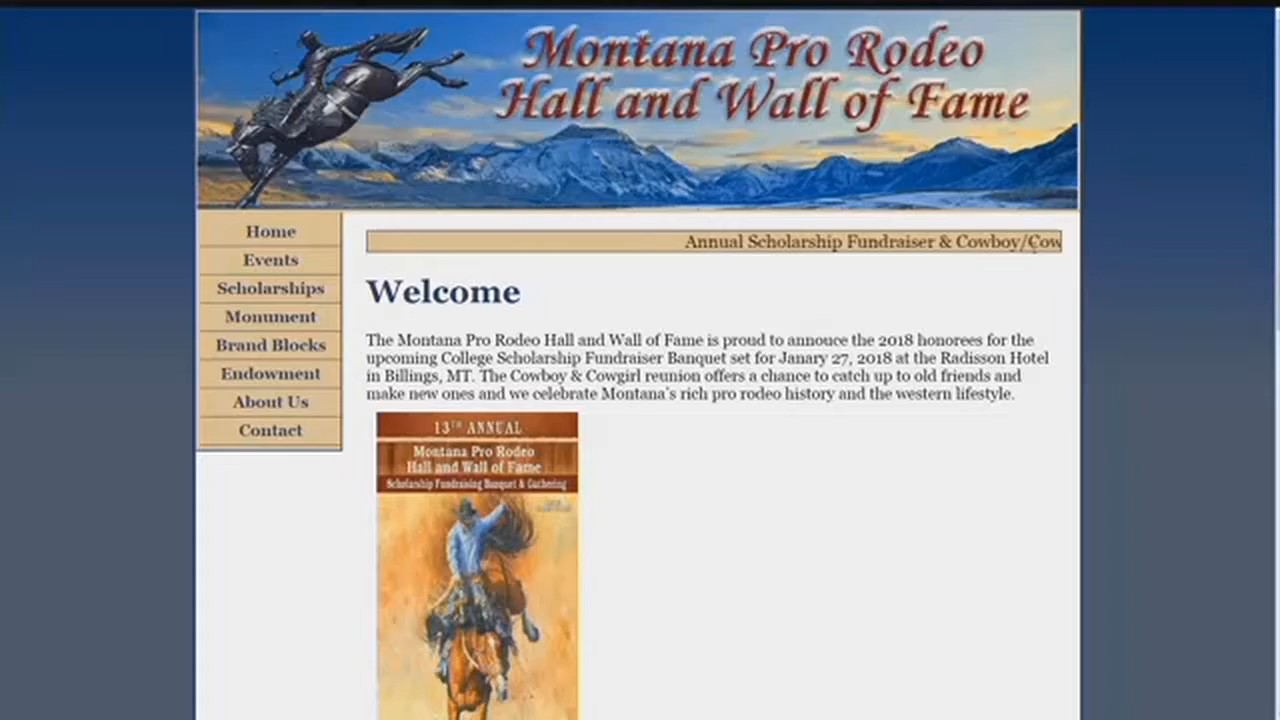 Montana Pro Rodeo
Hall and Wall of Fame
Home
Events
Scholarships
Monument
Brand Blocks
Endowment
About Us
Contact
Annual Scholarship Fundraiser & Cowboy/Cow
Welcome
The Montana Pro Rodeo Hall and Wall of Fame is proud to annouce the 2018 honorees for the
upcoming College Scholarship Fundraiser Banquet set for Janary 27, 2018 at the Radisson Hotel
in Billings, MT. The Cowboy & Cowgirl reunion offers a chance to catch up to old friends and
make new ones and we celebrate Montana's rich pro rodeo history and the western lifestyle.
13TH ANNUAL
Montana Pro Rodeo
Hall and Wall of Fame
Scholarship Fundraising Banquet & Gathering